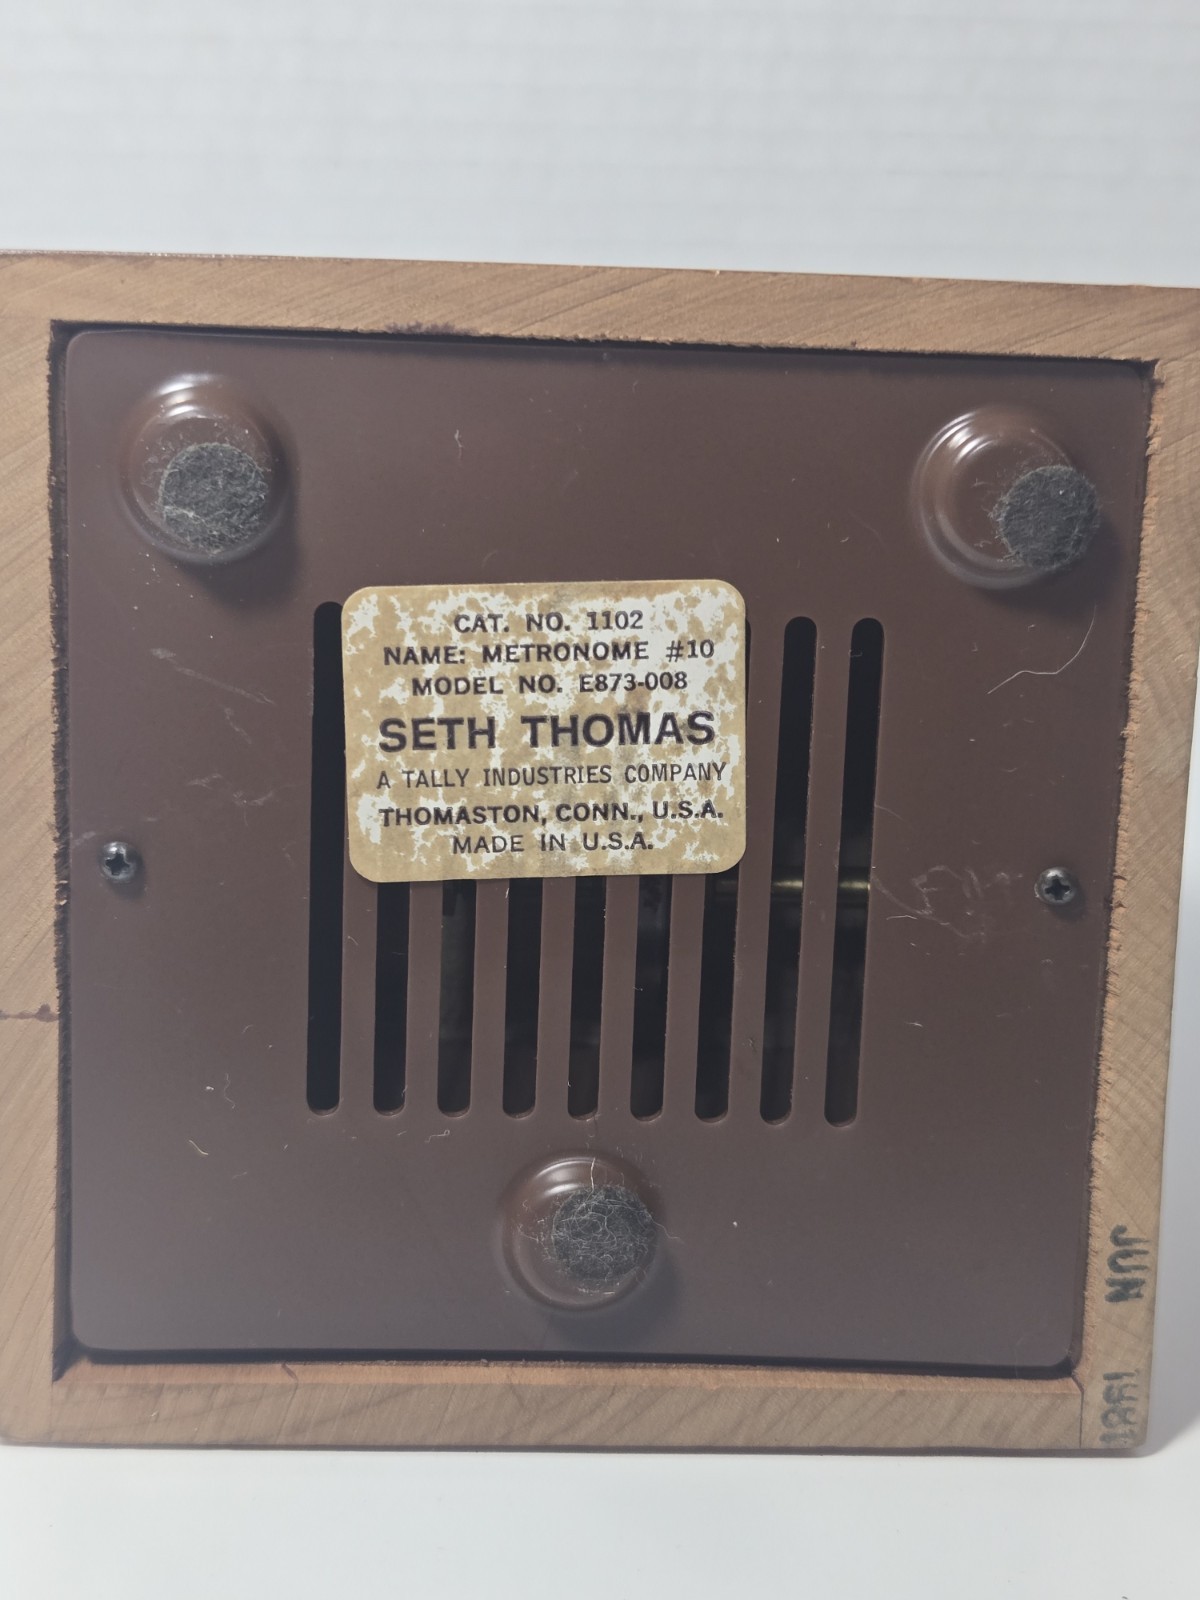 CAT. NO. 1102
NAME: METRONOME #10
MODEL NO. E873-008
SETH THOMAS
A TALLY INDUSTRIES COMPANY
THOMASTON, CONN., U.S.A.
MADE IN U.S.A.
JUN 1981